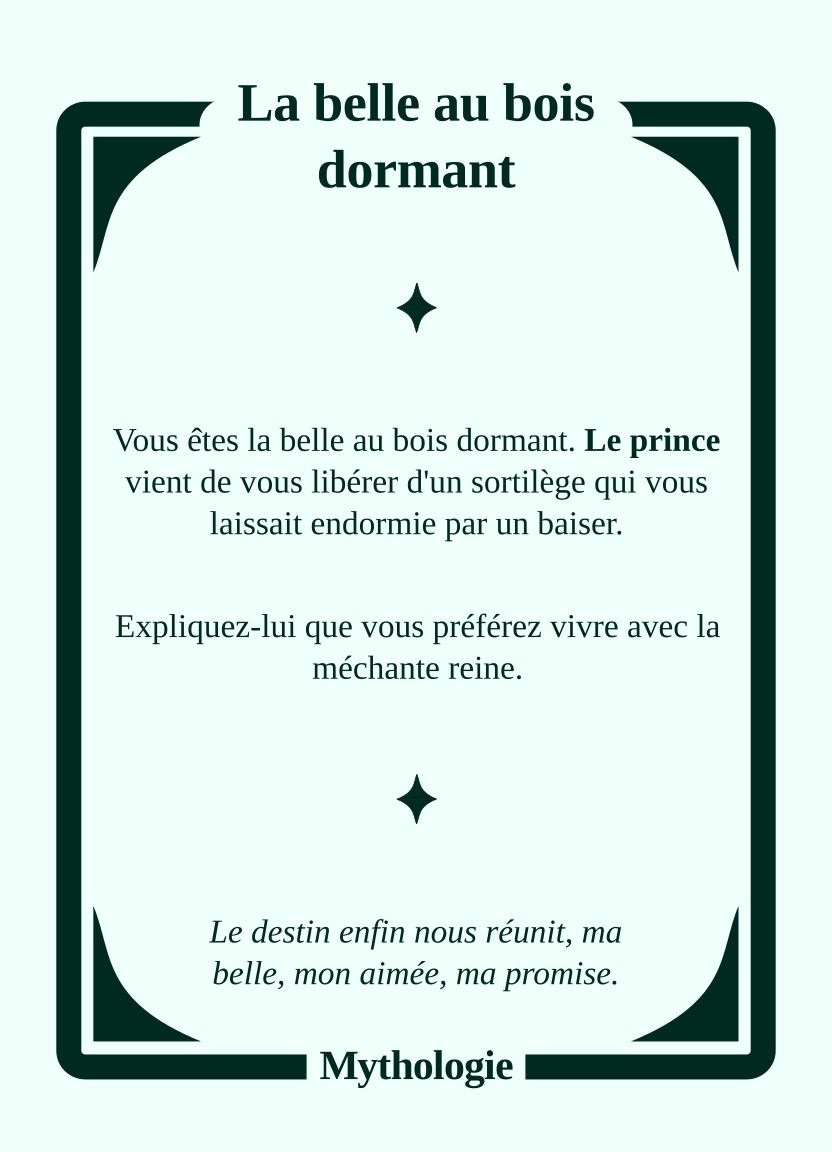 La belle au bois
dormant
Vous êtes la belle au bois dormant. Le prince
vient de vous libérer d'un sortilège qui vous
laissait endormie par un baiser.
Expliquez-lui que vous préférez vivre avec la
méchante reine.
Le destin enfin nous réunit, ma
belle, mon aimée, ma promise.
Mythologie